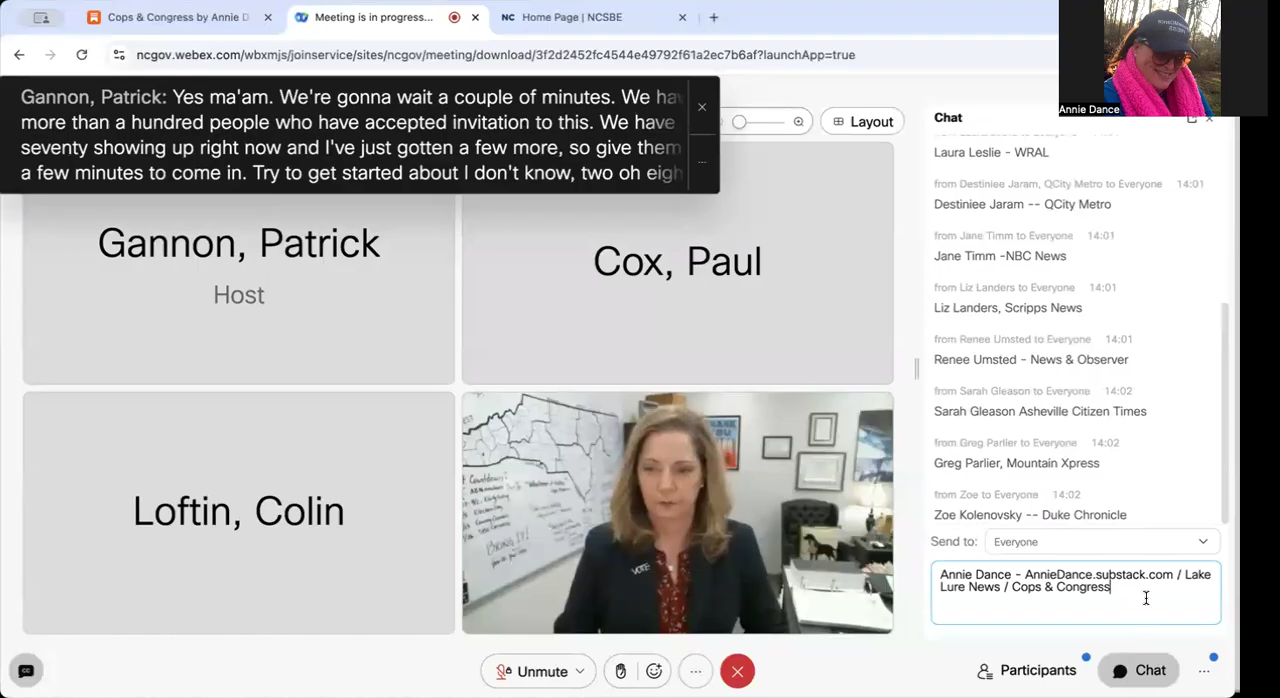 Cops & Congress by Annie D
Meeting is in progress...
NC Home Page | NCSBE
ncgov.webex.com/wbxmjs/joinservice/sites/ncgov/meeting/download/3f2d2452fc4544e49792f61a2ec7b6af?launchApp=true
Annie Dance
Gannon, Patrick: Yes ma'am. We're gonna wait a couple of minutes. We hav
more than a hundred people who have accepted invitation to this. We have
seventy showing up right now and I've just gotten a few more, so give them
a few minutes to come in. Try to get started about I don't know, two oh eigh
Layout
Gannon, Patrick
Host
Cox, Paul
Loftin, Colin
VOTE
BRING IT!
Chat
Laura Leslie - WRAL
from Destiniee Jaram, QCity Metro to Everyone 14:01
Destiniee Jaram -- QCity Metro
from Jane Timm to Everyone 14:01
Jane Timm -NBC News
from Liz Landers to Everyone 14:01
Liz Landers, Scripps News
from Renee Umsted to Everyone 14:01
Renee Umsted - News & Observer
from Sarah Gleason to Everyone 14:02
Sarah Gleason Asheville Citizen Times
from Greg Parlier to Everyone 14:02
Greg Parlier, Mountain Xpress
from Zoe to Everyone 14:02
Zoe Kolenovsky -- Duke Chronicle
Send to: Everyone
Annie Dance - AnnieDance.substack.com / Lake
Lure News / Cops & Congress
CC
Unmute
Participants
Chat